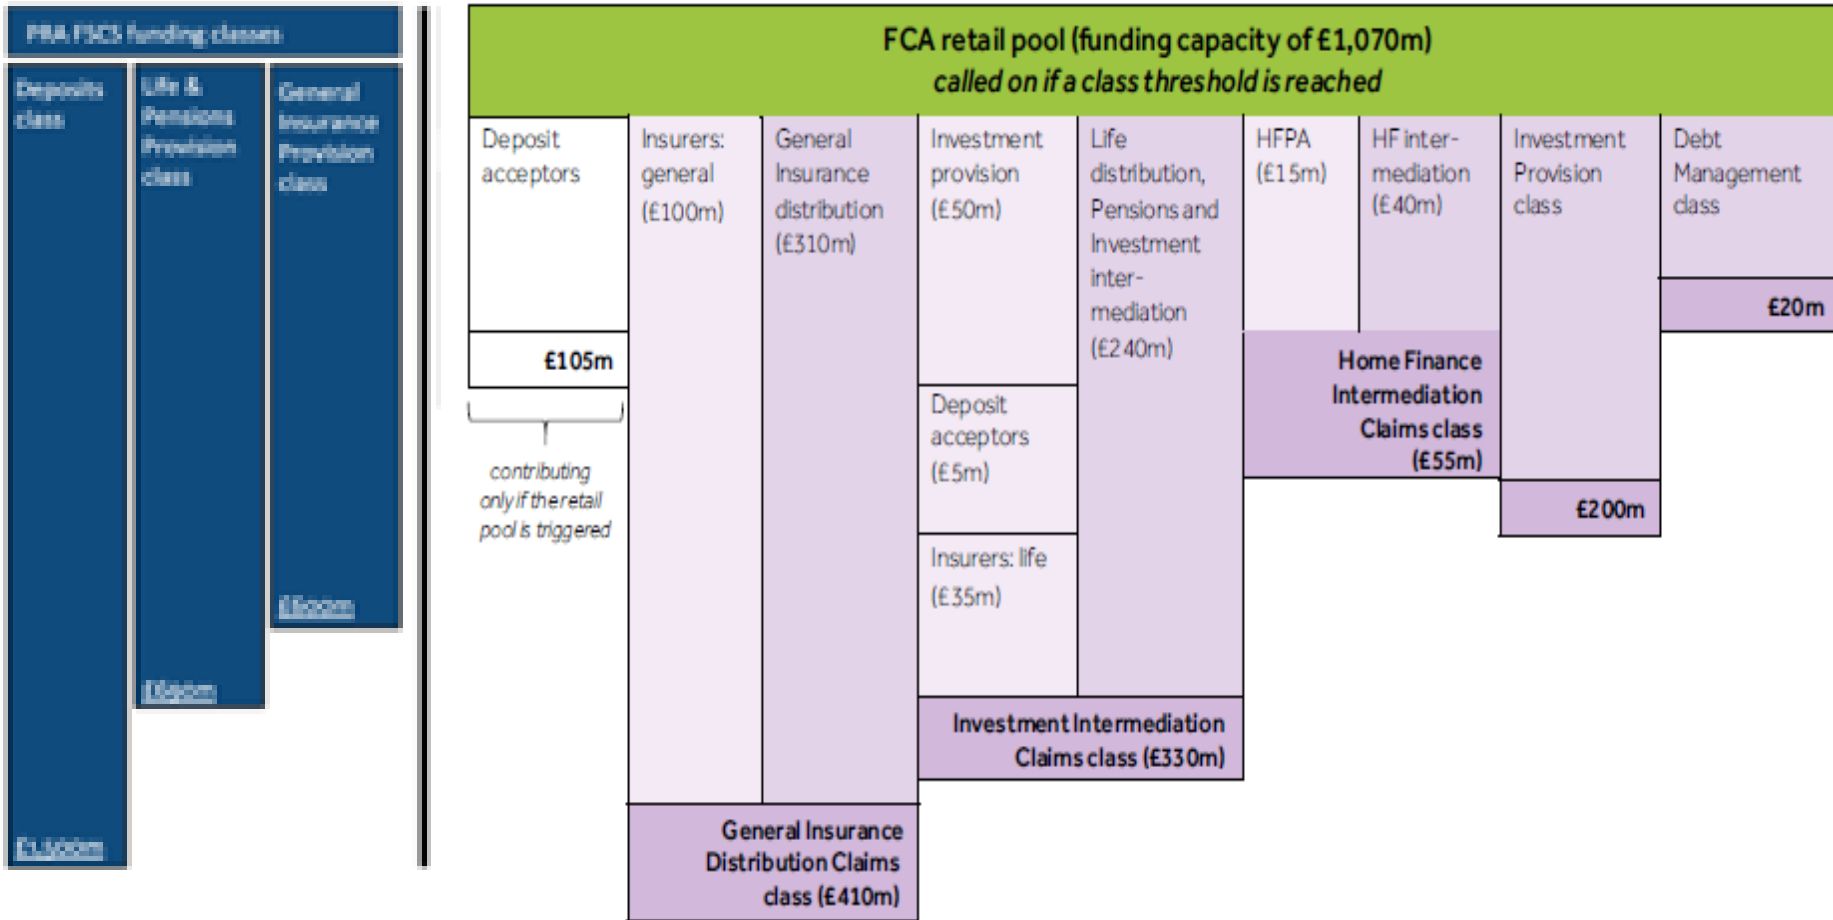 PRA FSCS funding classes
Deposits
class
Life &
Pensions
Provision
class
General
Insurance
Provision
class
FCA retail pool (funding capacity of £1,070m)
called on if a class threshold is reached
Deposit
acceptors
£105m
contributing
only if the retail
pool is triggered
Insurers:
general
(£100m)
General
Insurance
distribution
(£310m)
General Insurance
Distribution Claims
class (£410m)
Investment
provision
(£50m)
Deposit
acceptors
(£5m)
Insurers: life
(£35m)
Life
distribution,
Pensions and
Investment
inter-
mediation
(£240m)
Investment Intermediation
Claims class (£330m)
HFPA
(£15m)
HF inter-
mediation
(£40m)
Home Finance
Intermediation
Claims class
(£55m)
Investment
Provision
class
£200m
Debt
Management
class
£20m